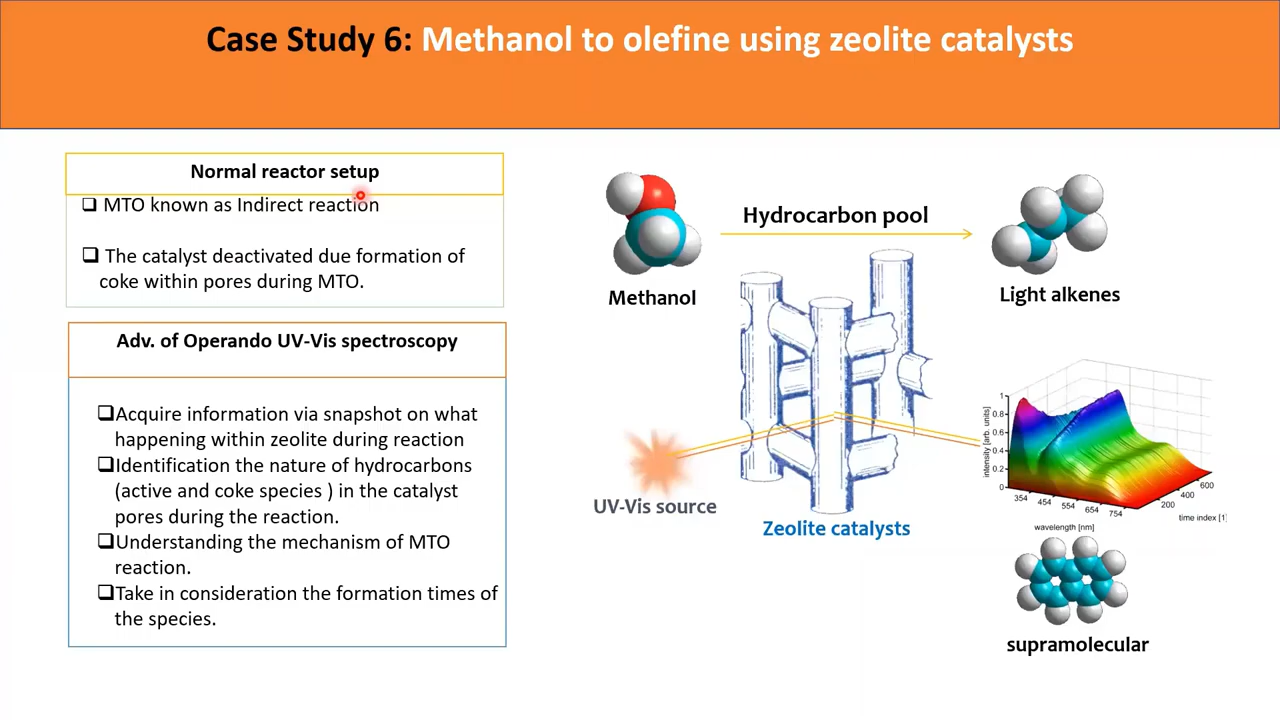 Case Study 6: Methanol to olefine using zeolite catalysts
Normal reactor setup
❑ MTO known as Indirect reaction
❑ The catalyst deactivated due formation of
coke within pores during MTO.
Adv. of Operando UV-Vis spectroscopy
❑Acquire information via snapshot on what
happening within zeolite during reaction
❑Identification the nature of hydrocarbons
(active and coke species ) in the catalyst
pores during the reaction.
❑Understanding the mechanism of MTO
reaction.
❑Take in consideration the formation times of
the species.
Methanol
Hydrocarbon pool
Light alkenes
UV-Vis source
Zeolite catalysts
intensity [arb. units]
1
0.8
0.6
0.4
0.2
0
354
454
554
654
754
wavelength [nm]
200
400
600
time index [1]
supramolecular